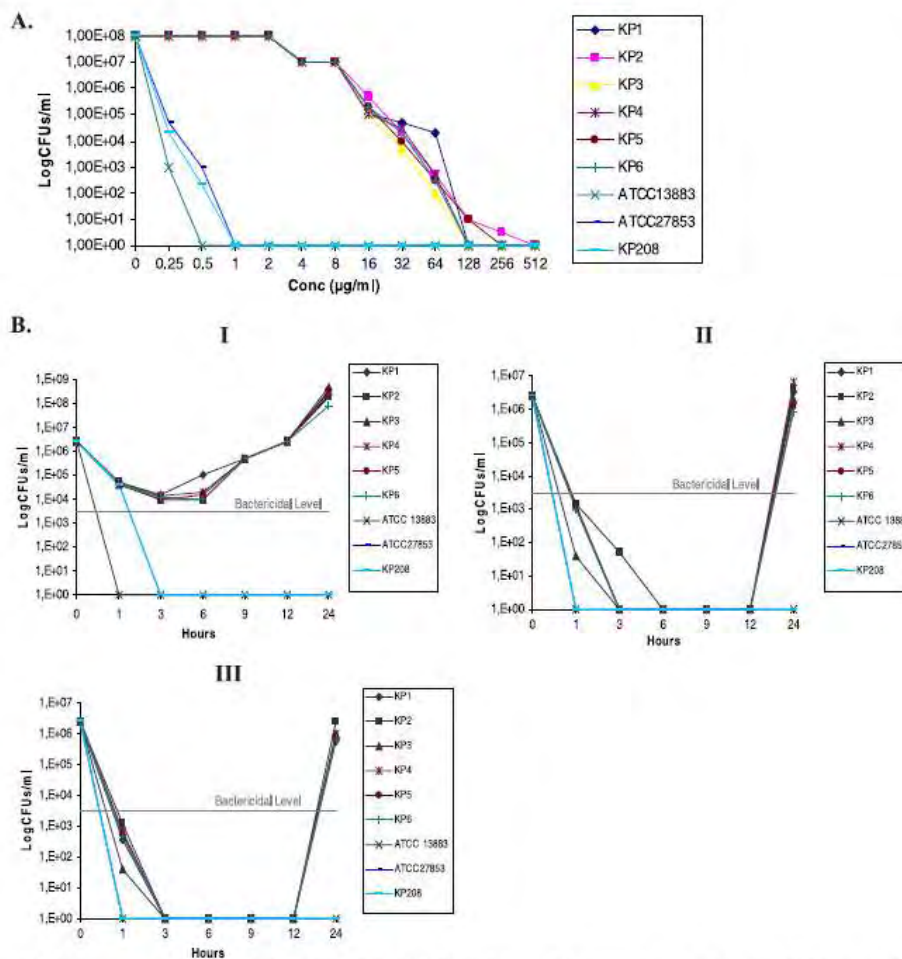 A.
LogCFUs/ml
1,00E+08
1,00E+07
1,00E+06
1,00E+05
1,00E+04
1,00E+03
1,00E+02
1,00E+01
1,00E+00
0 0,25 0,5 1 2 4 8 16 32 64 128 256 512
Conc (µg/ml)
KP1
KP2
KP3
KP4
KP5
KP6
ATCC13883
ATCC27853
KP208
B.
I
LogCFUs/ml
1,E+09
1,E+08
1,E+07
1,E+06
1,E+05
1,E+04
1,E+03
1,E+02
1,E+01
1,E+00
Bactericidal Level
0 1 3 6 9 12 24
Hours
KP1
KP2
KP3
KP4
KP5
KP6
ATCC 13883
ATCC27853
KP208
II
LogCFUs/ml
1,E+07
1,E+06
1,E+05
1,E+04
1,E+03
1,E+02
1,E+01
1,E+00
Bactericidal Level
0 1 3 6 9 12 24
Hours
KP1
KP2
KP3
KP4
KP5
KP6
ATCC 1388
ATCC2785
KP208
III
LogCFUs/ml
1,E+07
1,E+06
1,E+05
1,E+04
1,E+03
1,E+02
1,E+01
1,E+00
Bactericidal Level
0 1 3 6 9 12 24
Hours
KP1
KP2
KP3
KP4
KP5
KP6
ATCC 13883
ATCC27853
KP208